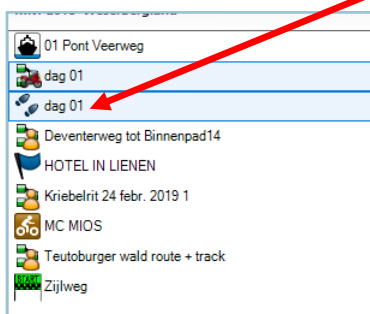 01 Pont Veerweg
dag 01
dag 01
Deventerweg tot Binnenpad14
HOTEL IN LIENEN
Kriebelrit 24 febr. 2019 1
MC MIOS
Teutoburger wald route + track
START
Zijlweg